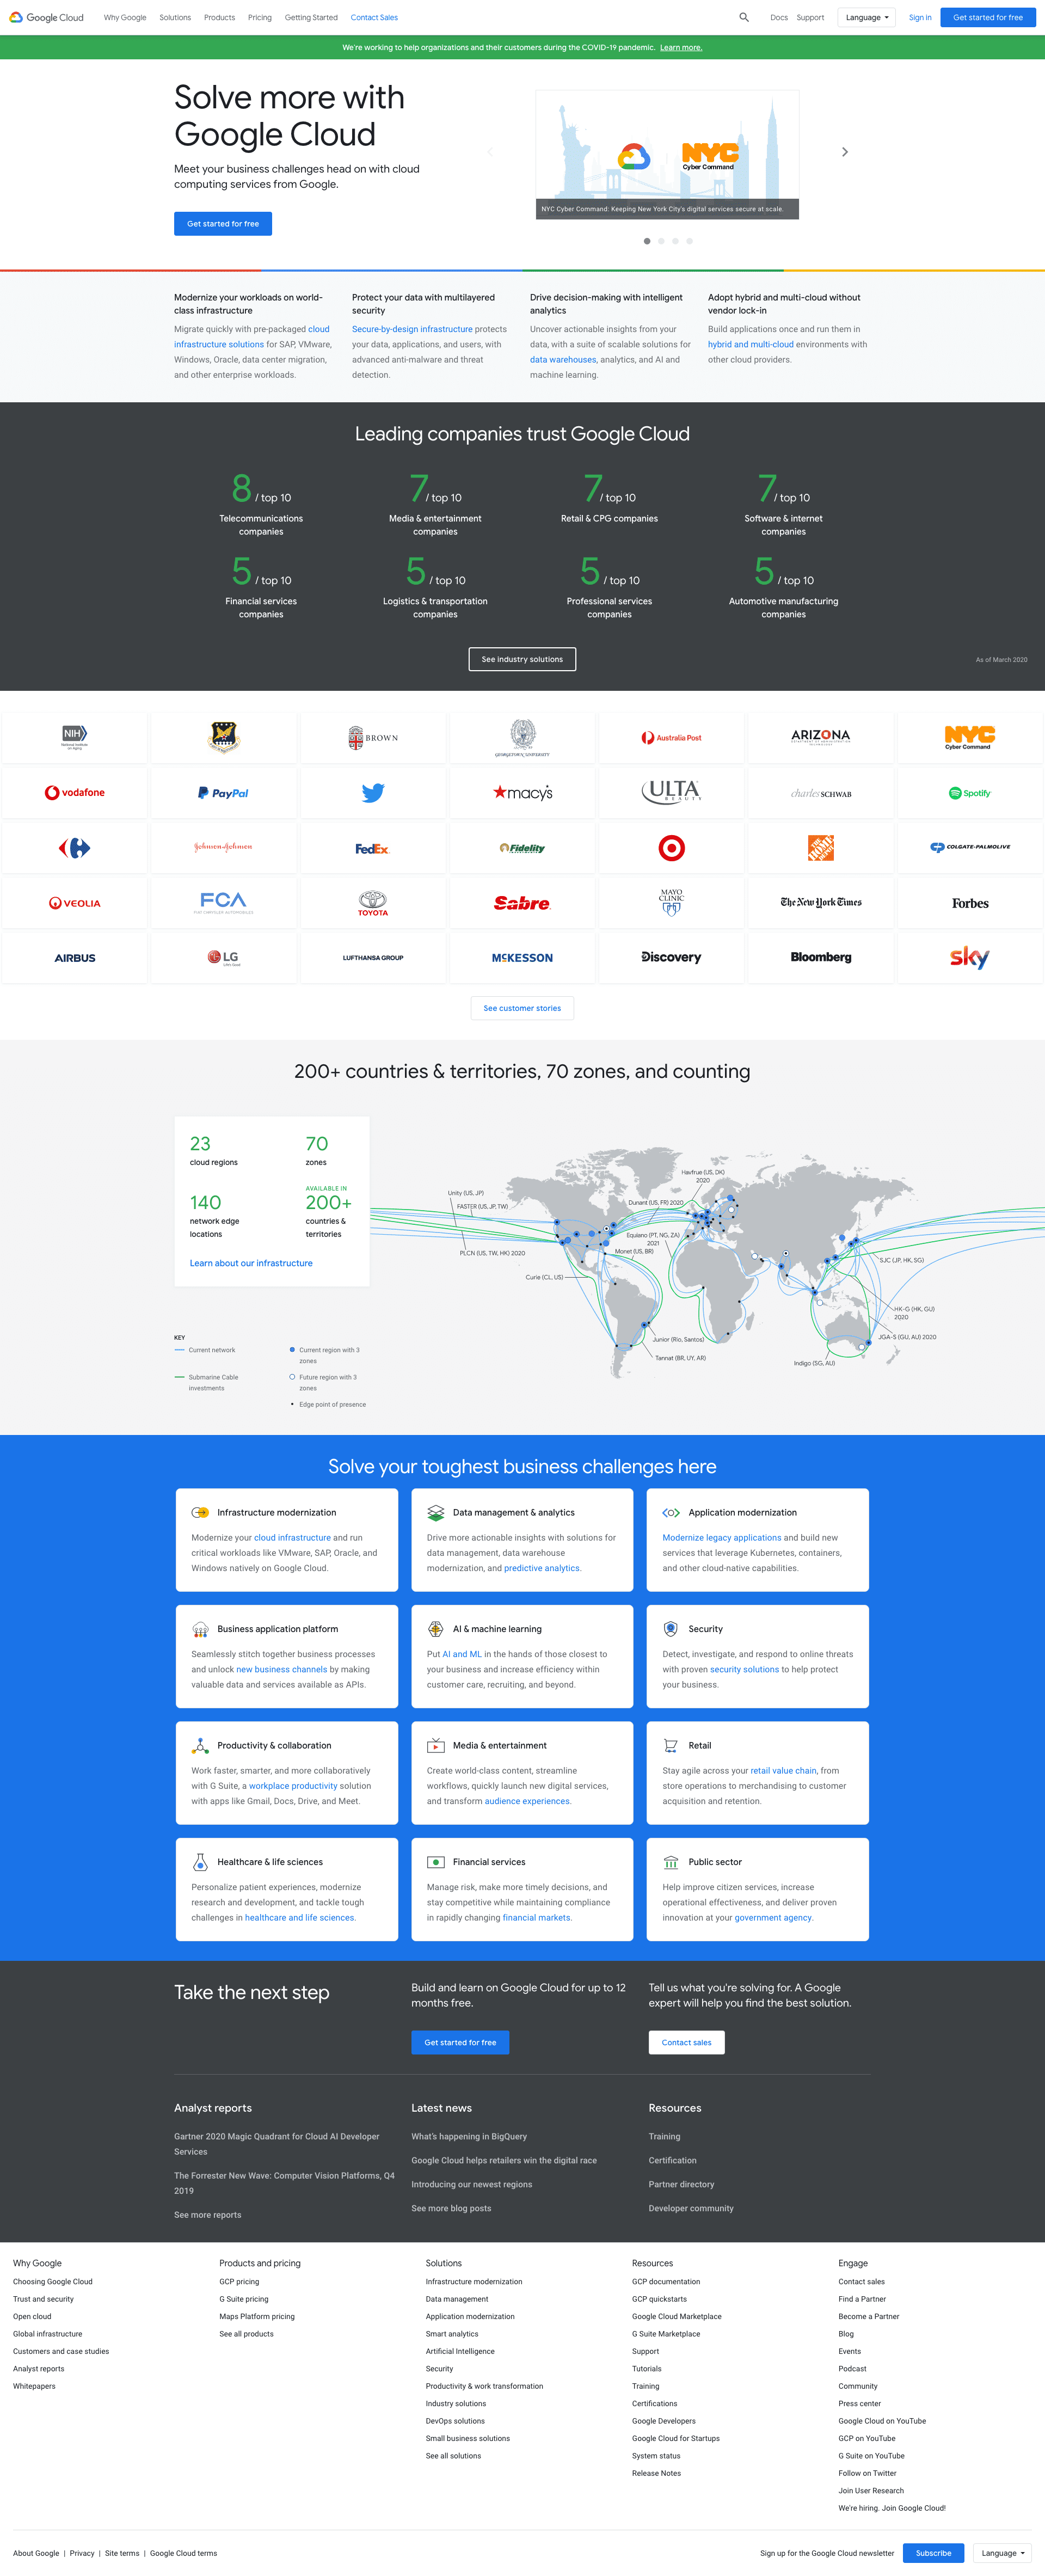 Google Cloud
Why Google
Solutions
Products
Pricing
Getting Started
Contact Sales
Docs
Support
Language
Sign in
Get started for free
We're working to help organizations and their customers during the COVID-19 pandemic. Learn more.
Solve more with
Google Cloud
Meet your business challenges head on with cloud
computing services from Google.
Get started for free
NYC
Cyber Command
NYC Cyber Command: Keeping New York City's digital services secure at scale.
Modernize your workloads on world-
class infrastructure
Migrate quickly with pre-packaged cloud
infrastructure solutions for SAP, VMware,
Windows, Oracle, data center migration,
and other enterprise workloads.
Protect your data with multilayered
security
Secure-by-design infrastructure protects
your data, applications, and users, with
advanced anti-malware and threat
detection.
Drive decision-making with intelligent
analytics
Uncover actionable insights from your
data, with a suite of scalable solutions for
data warehouses, analytics, and AI and
machine learning.
Adopt hybrid and multi-cloud without
vendor lock-in
Build applications once and run them in
hybrid and multi-cloud environments with
other cloud providers.
Leading companies trust Google Cloud
8 / top 10
Telecommunications
companies
7 / top 10
Media & entertainment
companies
7 / top 10
Retail & CPG companies
7 / top 10
Software & internet
companies
5 / top 10
Financial services
companies
5 / top 10
Logistics & transportation
companies
5 / top 10
Professional services
companies
5 / top 10
Automotive manufacturing
companies
See industry solutions
As of March 2020
NIH
National Institute
on Aging
BROWN
GEORGETOWN UNIVERSITY
Australia Post
ARIZONA
NYC
Cyber Command
vodafone
PayPal
macy's
ULTA
BEAUTY
charles SCHWAB
Spotify
Johnson & Johnson
FedEx
Fidelity
COLGATE-PALMOLIVE
VEOLIA
FCA
FIAT CHRYSLER AUTOMOBILES
TOYOTA
Sabre
MAYO
CLINIC
The New York Times
Forbes
AIRBUS
LG
LUFTHANSA GROUP
MCKESSON
Discovery
Bloomberg
sky
See customer stories
200+ countries & territories, 70 zones, and counting
23
cloud regions
70
zones
140
network edge
locations
AVAILABLE IN
200+
countries &
territories
Learn about our infrastructure
KEY
Current network
Current region with 3
zones
Submarine Cable
investments
Future region with 3
zones
Edge point of presence
Unity (US, JP)
FASTER (US, JP, TW)
PLCN (US, TW, HK) 2020
Curie (CL, US)
Havfrue (US, DK)
2020
Dunant (US, FR) 2020
Equiano (PT, NG, ZA)
2021
Monet (US, BR)
Junior (Rio, Santos)
Tannat (BR, UY, AR)
SJC (JP, HK, SG)
HK-G (HK, GU)
2020
JGA-S (GU, AU) 2020
Indigo (SG, AU)
Solve your toughest business challenges here
Infrastructure modernization
Modernize your cloud infrastructure and run
critical workloads like VMware, SAP, Oracle, and
Windows natively on Google Cloud.
Data management & analytics
Drive more actionable insights with solutions for
data management, data warehouse
modernization, and predictive analytics.
Application modernization
Modernize legacy applications and build new
services that leverage Kubernetes, containers,
and other cloud-native capabilities.
Business application platform
Seamlessly stitch together business processes
and unlock new business channels by making
valuable data and services available as APIs.
AI & machine learning
Put AI and ML in the hands of those closest to
your business and increase efficiency within
customer care, recruiting, and beyond.
Security
Detect, investigate, and respond to online threats
with proven security solutions to help protect
your business.
Productivity & collaboration
Work faster, smarter, and more collaboratively
with G Suite, a workplace productivity solution
with apps like Gmail, Docs, Drive, and Meet.
Media & entertainment
Create world-class content, streamline
workflows, quickly launch new digital services,
and transform audience experiences.
Retail
Stay agile across your retail value chain, from
store operations to merchandising to customer
acquisition and retention.
Healthcare & life sciences
Personalize patient experiences, modernize
research and development, and tackle tough
challenges in healthcare and life sciences.
Financial services
Manage risk, make more timely decisions, and
stay competitive while maintaining compliance
in rapidly changing financial markets.
Public sector
Help improve citizen services, increase
operational effectiveness, and deliver proven
innovation at your government agency.
Take the next step
Build and learn on Google Cloud for up to 12
months free.
Get started for free
Tell us what you're solving for. A Google
expert will help you find the best solution.
Contact sales
Analyst reports
Gartner 2020 Magic Quadrant for Cloud AI Developer
Services
The Forrester New Wave: Computer Vision Platforms, Q4
2019
See more reports
Latest news
What's happening in BigQuery
Google Cloud helps retailers win the digital race
Introducing our newest regions
See more blog posts
Resources
Training
Certification
Partner directory
Developer community
Why Google
Choosing Google Cloud
Trust and security
Open cloud
Global infrastructure
Customers and case studies
Analyst reports
Whitepapers
Products and pricing
GCP pricing
G Suite pricing
Maps Platform pricing
See all products
Solutions
Infrastructure modernization
Data management
Application modernization
Smart analytics
Artificial Intelligence
Security
Productivity & work transformation
Industry solutions
DevOps solutions
Small business solutions
See all solutions
Resources
GCP documentation
GCP quickstarts
Google Cloud Marketplace
G Suite Marketplace
Support
Tutorials
Training
Certifications
Google Developers
Google Cloud for Startups
System status
Release Notes
Engage
Contact sales
Find a Partner
Become a Partner
Blog
Events
Podcast
Community
Press center
Google Cloud on YouTube
GCP on YouTube
G Suite on YouTube
Follow on Twitter
Join User Research
We're hiring. Join Google Cloud!
About Google | Privacy | Site terms | Google Cloud terms
Sign up for the Google Cloud newsletter
Subscribe
Language